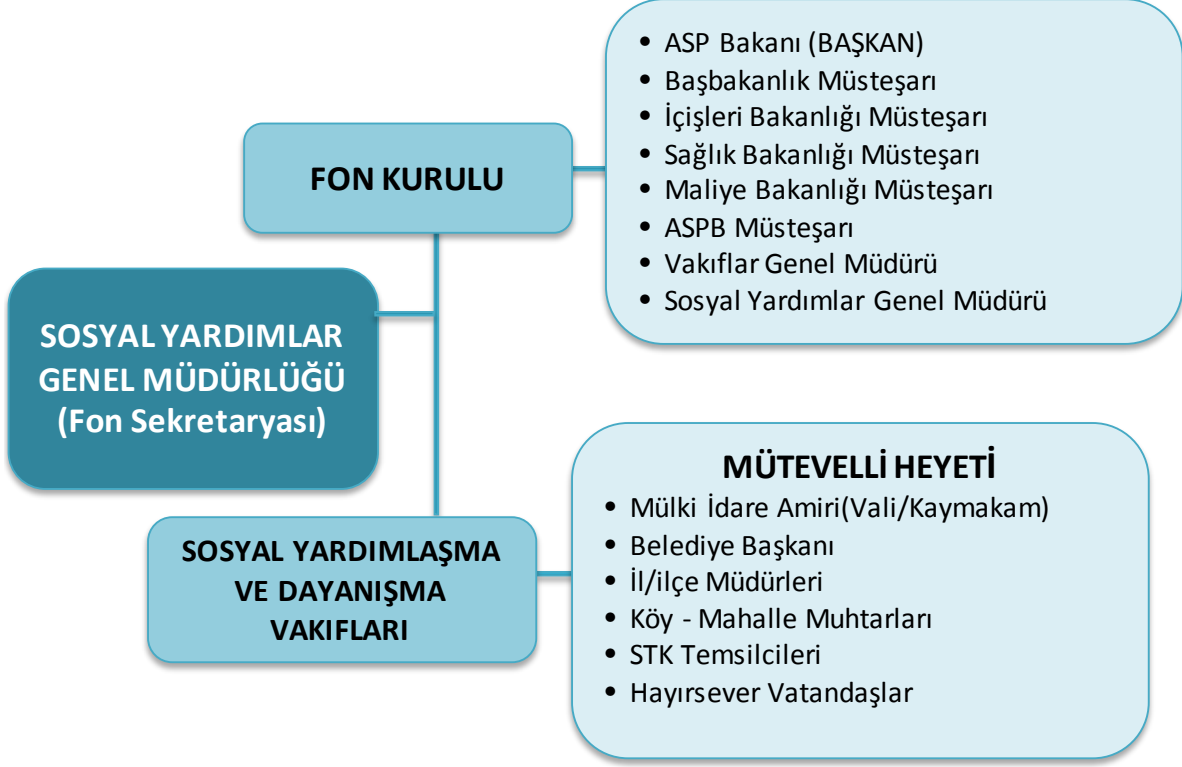 • ASP Bakanı (BAŞKAN)
• Başbakanlık Müsteşarı
• İçişleri Bakanlığı Müsteşarı
• Sağlık Bakanlığı Müsteşarı
• Maliye Bakanlığı Müsteşarı
• ASPB Müsteşarı
• Vakıflar Genel Müdürü
• Sosyal Yardımlar Genel Müdürü
FON KURULU
SOSYAL YARDIMLAR
GENEL MÜDÜRLÜĞÜ
(Fon Sekretaryası)
SOSYAL YARDIMLAŞMA
VE DAYANIŞMA
VAKIFLARI
MÜTEVELLİ HEYETİ
• Mülki İdare Amiri(Vali/Kaymakam)
• Belediye Başkanı
• İl/ilçe Müdürleri
• Köy - Mahalle Muhtarları
• STK Temsilcileri
• Hayırsever Vatandaşlar